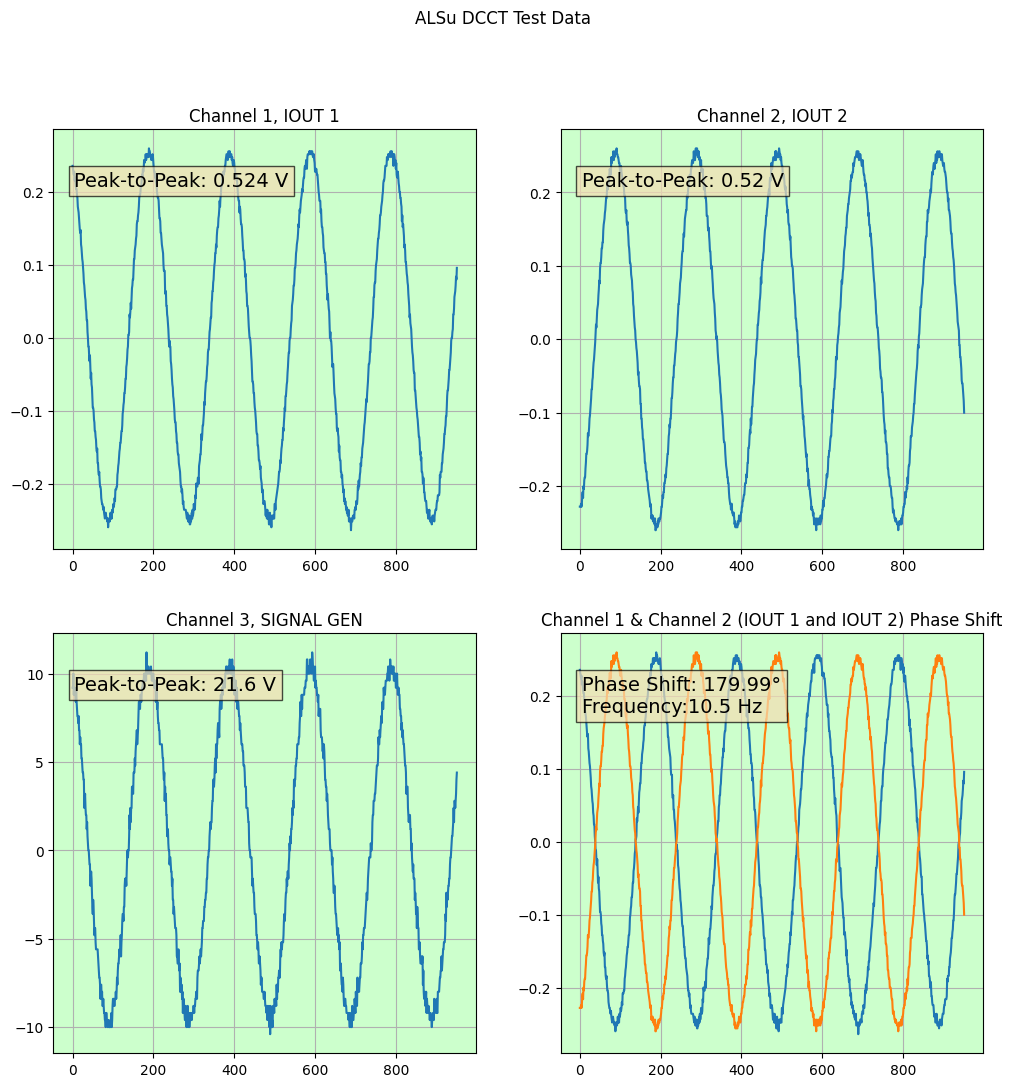 ALSu DCCT Test Data
Channel 1, IOUT 1
Peak-to-Peak: 0.524 V
0.2
0.1
0.0
−0.1
−0.2
0 200 400 600 800
Channel 2, IOUT 2
Peak-to-Peak: 0.52 V
0.2
0.1
0.0
−0.1
−0.2
0 200 400 600 800
Channel 3, SIGNAL GEN
Peak-to-Peak: 21.6 V
10
5
0
−5
−10
0 200 400 600 800
Channel 1 & Channel 2 (IOUT 1 and IOUT 2) Phase Shift
Phase Shift: 179.99°
Frequency:10.5 Hz
0.2
0.1
0.0
−0.1
−0.2
0 200 400 600 800